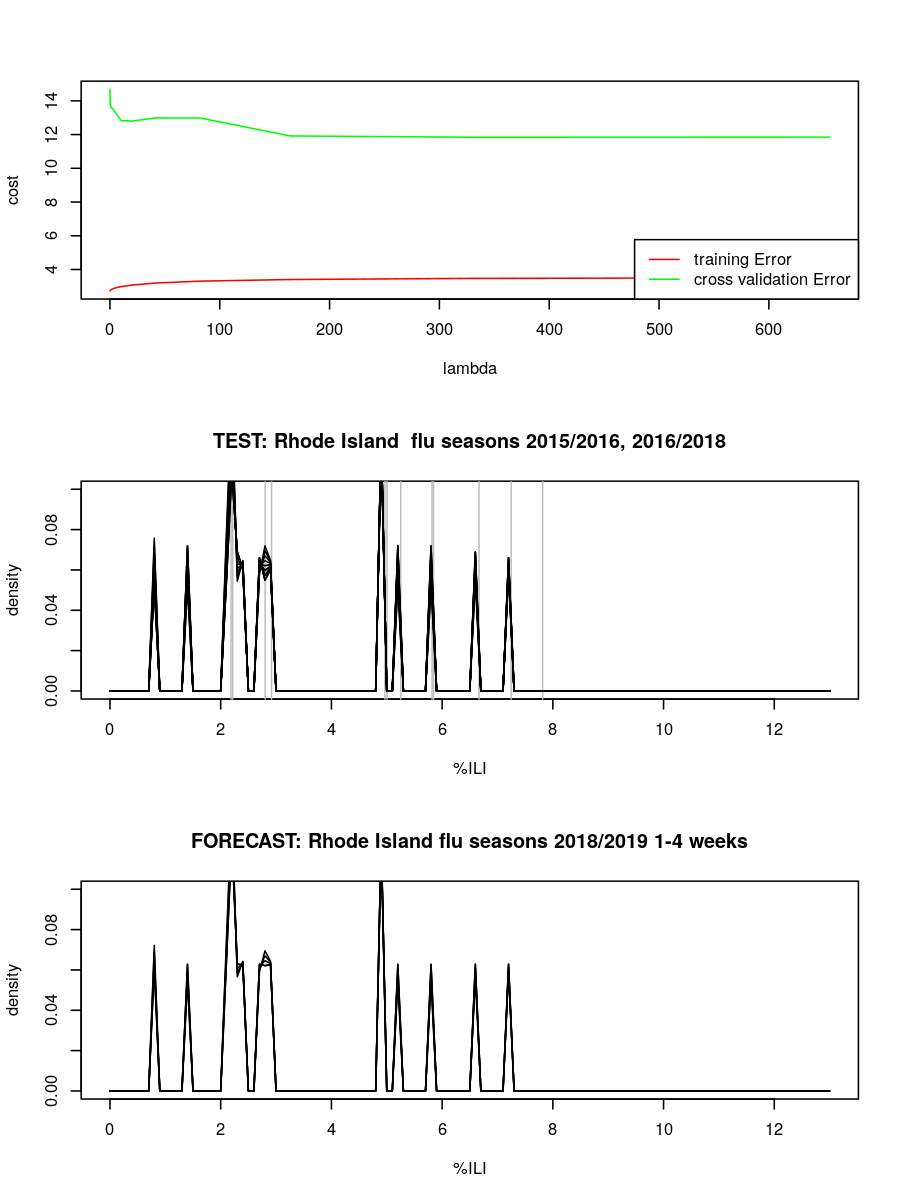 14
12
10
8
6
4
cost
training Error
cross validation Error
0 100 200 300 400 500 600
lambda
TEST: Rhode Island  flu seasons 2015/2016, 2016/2018
0.08
0.04
0.00
density
0 2 4 6 8 10 12
%ILI
FORECAST: Rhode Island flu seasons 2018/2019 1-4 weeks
0.08
0.04
0.00
density
0 2 4 6 8 10 12
%ILI